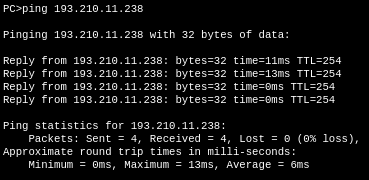 PC>ping 193.210.11.238
Pinging 193.210.11.238 with 32 bytes of data:
Reply from 193.210.11.238: bytes=32 time=11ms TTL=254
Reply from 193.210.11.238: bytes=32 time=13ms TTL=254
Reply from 193.210.11.238: bytes=32 time=0ms TTL=254
Reply from 193.210.11.238: bytes=32 time=0ms TTL=254
Ping statistics for 193.210.11.238:
    Packets: Sent = 4, Received = 4, Lost = 0 (0% loss),
Approximate round trip times in milli-seconds:
    Minimum = 0ms, Maximum = 13ms, Average = 6ms